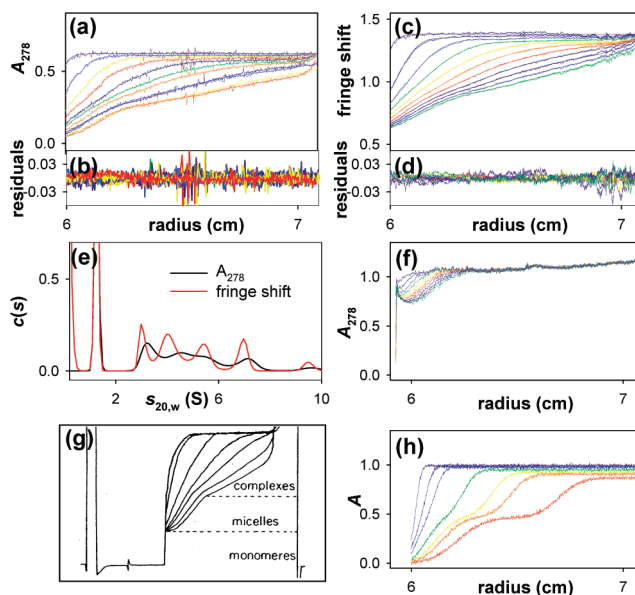 (a)
A278
0.5
0.0
(b)
residuals
0.03
-0.03
6
7
radius (cm)
(c)
fringe shift
1.5
1.0
0.5
(d)
residuals
0.03
-0.03
6
7
radius (cm)
(e)
c(s)
0.5
0.0
A278
fringe shift
2
6
10
s20,w (S)
(f)
A278
1.0
0.5
0.0
6
7
radius (cm)
(g)
complexes
micelles
monomeres
(h)
A
1.0
0.5
0.0
6
7
radius (cm)